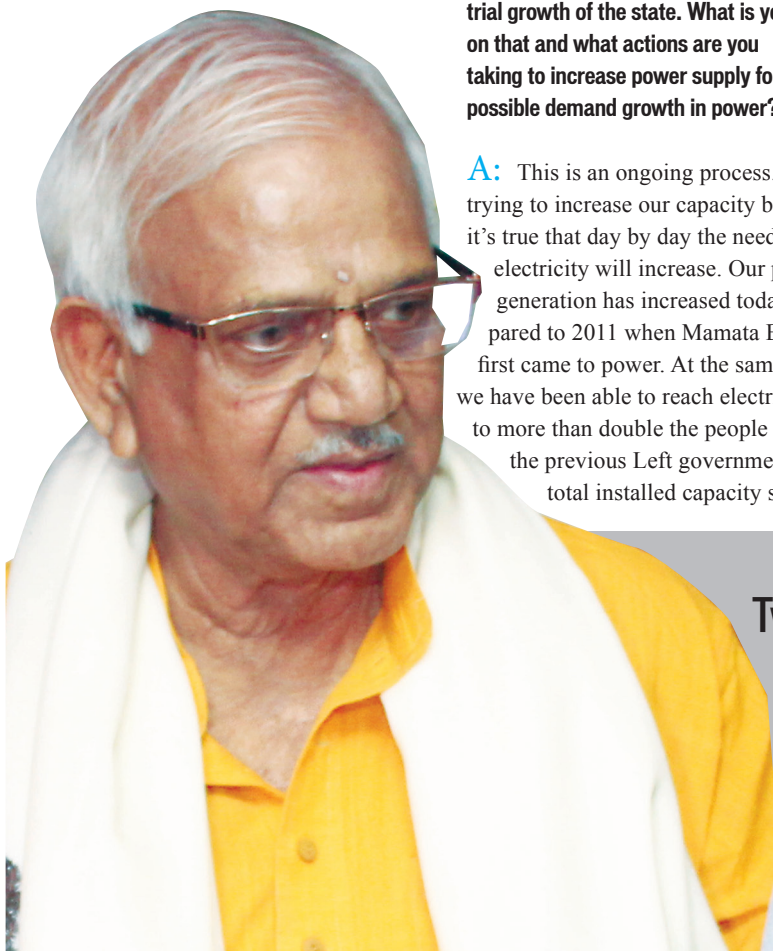 trial growth of the state. What is yo
on that and what actions are you
taking to increase power supply fo
possible demand growth in power?
A: This is an ongoing process.
trying to increase our capacity b
it's true that day by day the need
electricity will increase. Our p
generation has increased toda
pared to 2011 when Mamata B
first came to power. At the sam
we have been able to reach electr
to more than double the people
the previous Left governme
total installed capacity s